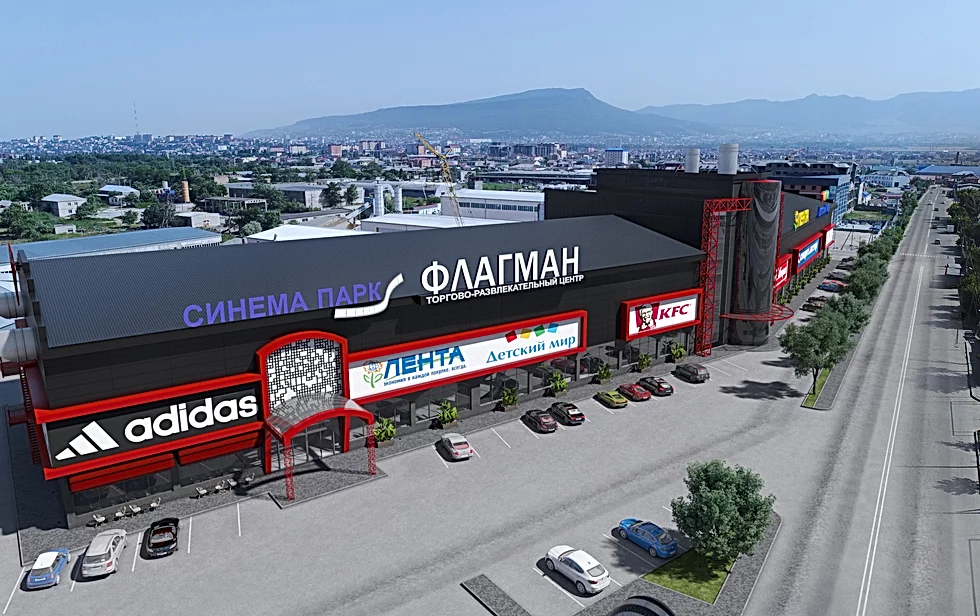 СИНЕМА ПАРК
ФЛАГМАН
ТОРГОВО-РАЗВЛЕКАТЕЛЬНЫЙ ЦЕНТР
adidas
ЛЕНТА
экономия в каждой покупке. всегда.
Детский мир
KFC